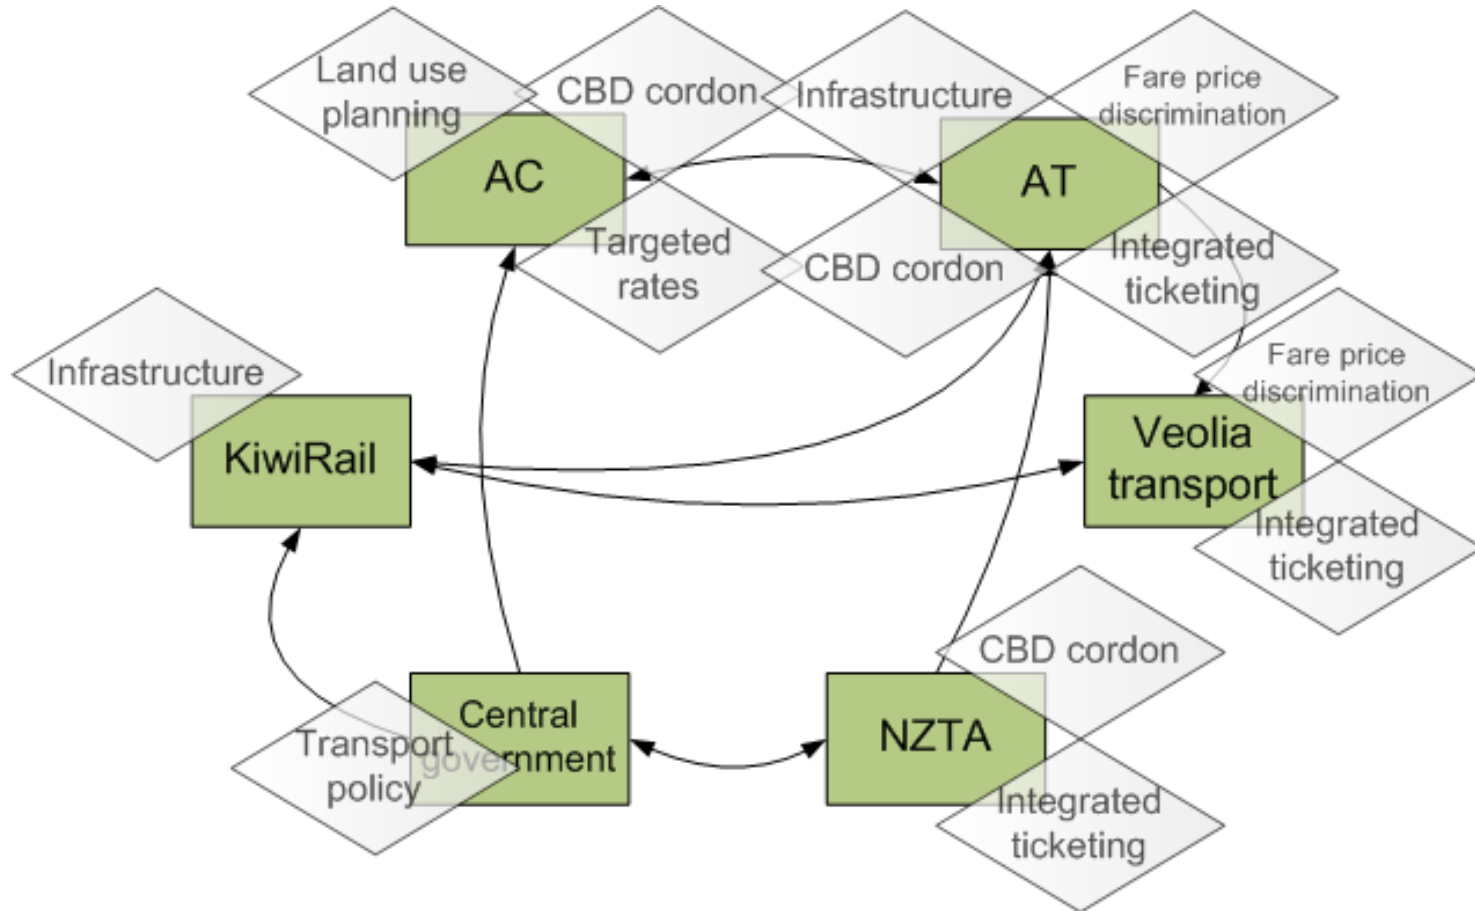 Land use
planning
CBD cordon
Infrastructure
Fare price
discrimination
AC
AT
Targeted
rates
CBD cordon
Integrated
ticketing
Infrastructure
Fare price
discrimination
KiwiRail
Veolia
transport
Integrated
ticketing
CBD cordon
Central
government
Transport
policy
NZTA
Integrated
ticketing